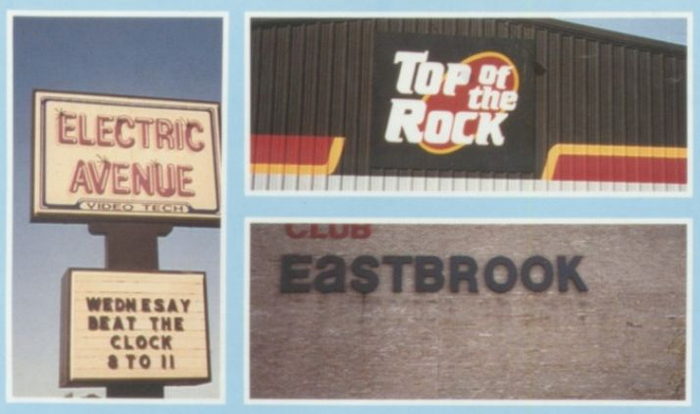 ELECTRIC
AVENUE
VIDEO TECH
WEDNESAY
BEAT THE
CLOCK
8 TO 11
TOP of
the
ROCK
CLUB
EaSTBROOK